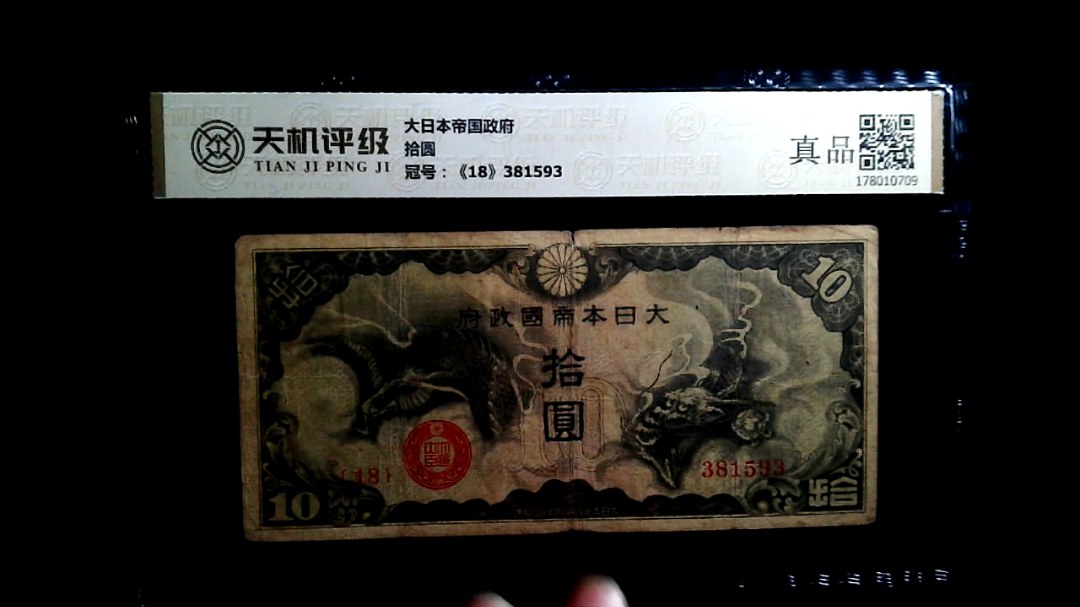 天机评级
TIAN JI PING JI
大日本帝国政府
拾圆
冠号：《18》381593
真品
178010709
拾
10
府政國帝本日大
拾
圓
10
{18}
381593
10
拾